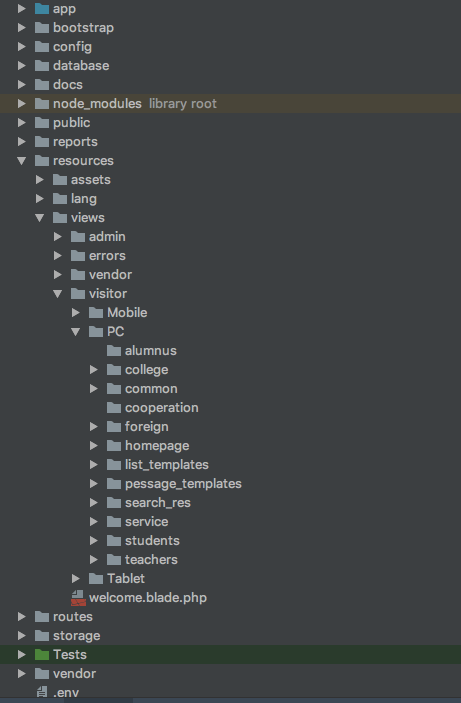 app
bootstrap
config
database
docs
node_modules library root
public
reports
resources
assets
lang
views
admin
errors
vendor
visitor
Mobile
PC
alumnus
college
common
cooperation
foreign
homepage
list_templates
pessage_templates
search_res
service
students
teachers
Tablet
welcome.blade.php
routes
storage
Tests
vendor
.env